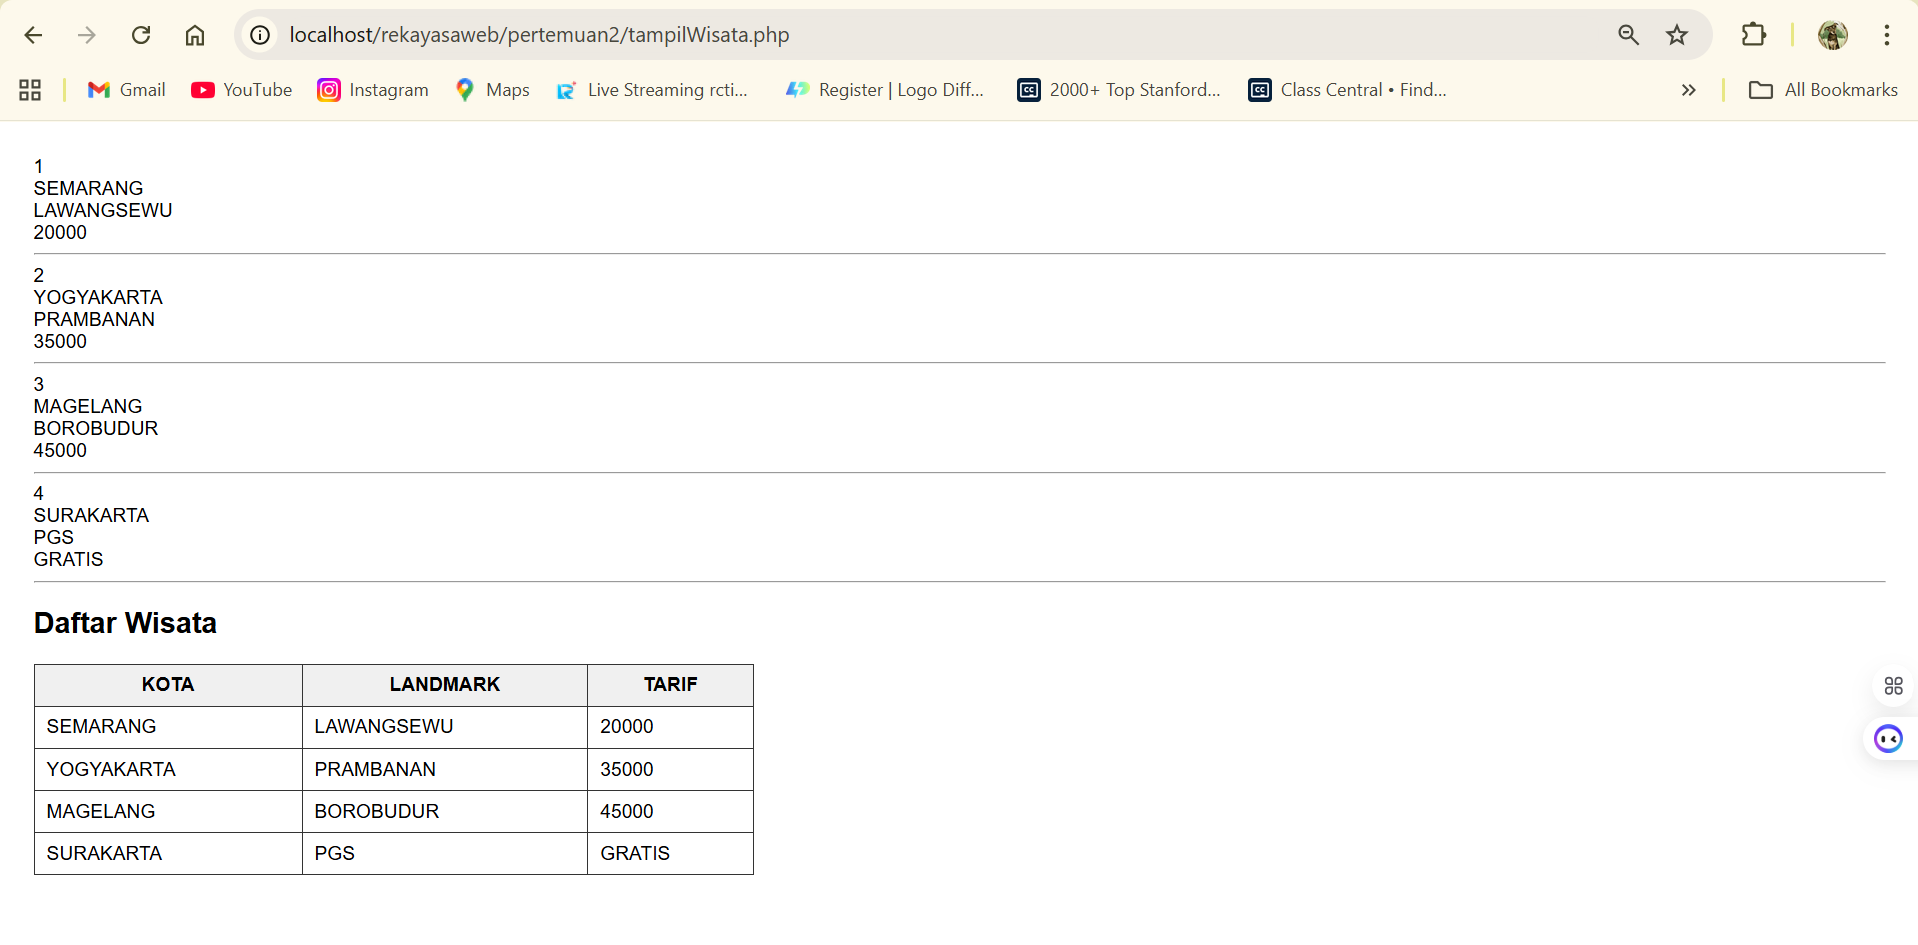 localhost/rekayasaweb/pertemuan2/tampilWisata.php
Gmail YouTube Instagram Maps Live Streaming rcti... Register | Logo Diff... 2000+ Top Stanford... Class Central • Find... » All Bookmarks
1
SEMARANG
LAWANGSEWU
20000
2
YOGYAKARTA
PRAMBANAN
35000
3
MAGELANG
BOROBUDUR
45000
4
SURAKARTA
PGS
GRATIS
Daftar Wisata
KOTA LANDMARK TARIF
SEMARANG LAWANGSEWU 20000
YOGYAKARTA PRAMBANAN 35000
MAGELANG BOROBUDUR 45000
SURAKARTA PGS GRATIS